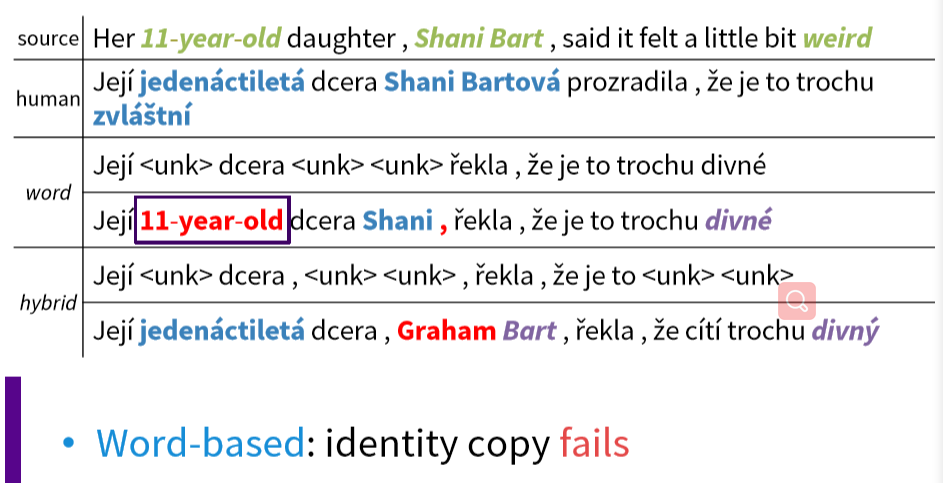 source Her 11-year-old daughter , Shani Bart , said it felt a little bit weird
human Její jedenáctiletá dcera Shani Bartová prozradila , že je to trochu
zvláštní
word Její <unk> dcera <unk> <unk> řekla , že je to trochu divné
Její 11-year-old dcera Shani , řekla , že je to trochu divné
hybrid Její <unk> dcera , <unk> <unk> , řekla , že je to <unk> <unk>
Její jedenáctiletá dcera , Graham Bart , řekla , že cítí trochu divný
• Word-based: identity copy fails